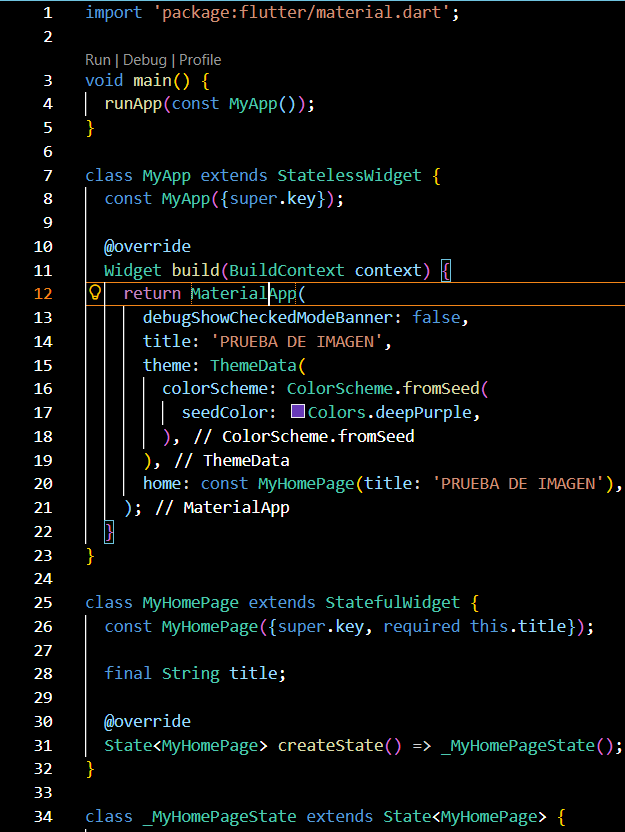 1 import 'package:flutter/material.dart';
2
Run | Debug | Profile
3 void main() {
4   runApp(const MyApp());
5 }
6
7 class MyApp extends StatelessWidget {
8   const MyApp({super.key});
9
10   @override
11   Widget build(BuildContext context) {
12     return MaterialApp(
13       debugShowCheckedModeBanner: false,
14       title: 'PRUEBA DE IMAGEN',
15       theme: ThemeData(
16         colorScheme: ColorScheme.fromSeed(
17           seedColor: Colors.deepPurple,
18         ), // ColorScheme.fromSeed
19       ), // ThemeData
20       home: const MyHomePage(title: 'PRUEBA DE IMAGEN'),
21     ); // MaterialApp
22   }
23 }
24
25 class MyHomePage extends StatefulWidget {
26   const MyHomePage({super.key, required this.title});
27
28   final String title;
29
30   @override
31   State<MyHomePage> createState() => _MyHomePageState();
32 }
33
34 class _MyHomePageState extends State<MyHomePage> {